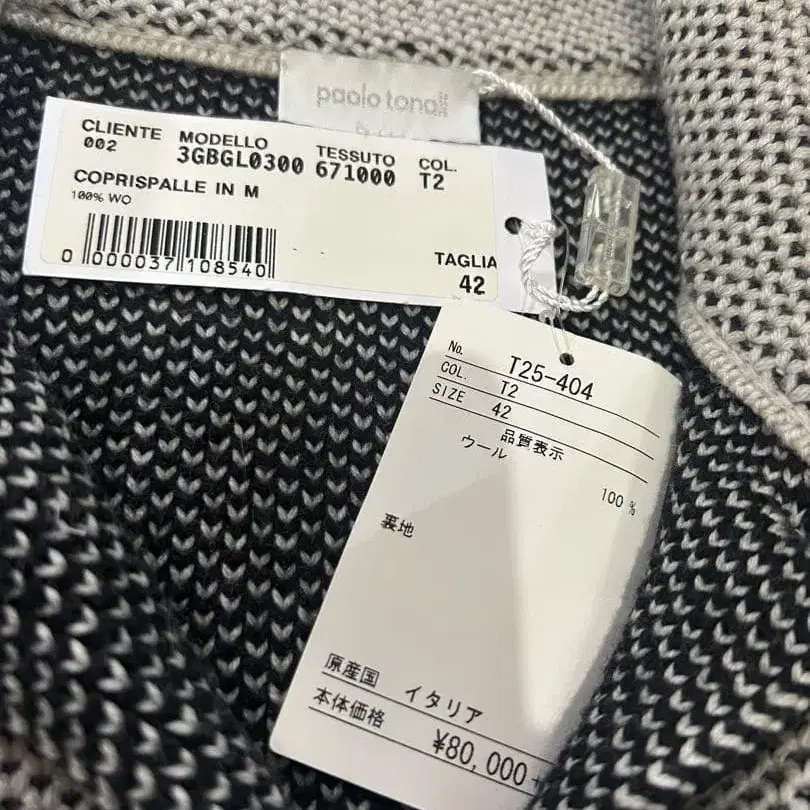 paolo tonali
CLIENTE MODELLO TESSUTO COL.
002 3GBGL0300 671000 T2
COPRISPALLE IN M
100% WO
0 000037 108540
TAGLIA
42
No. T25-404
COL. T2
SIZE 42
品質表示
ウール
100 %
裏地
原産国 イタリア
本体価格 ¥80,000+